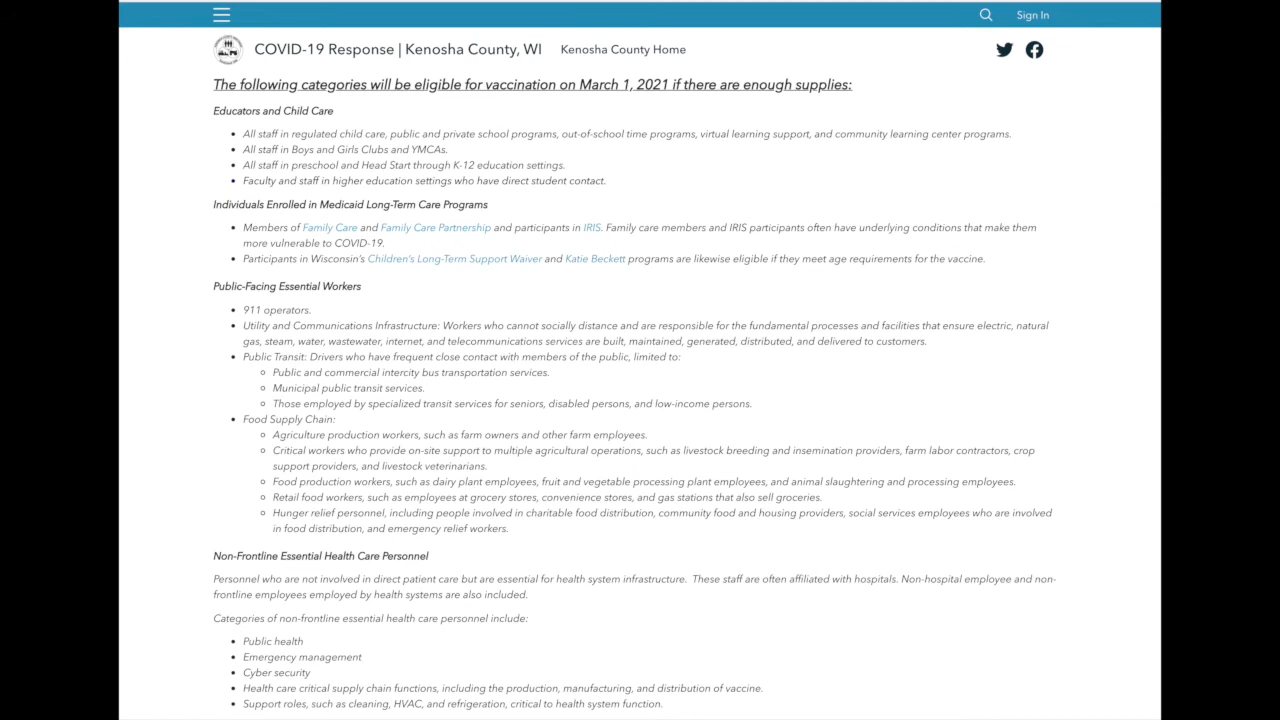 Sign In
COVID-19 Response | Kenosha County, WI Kenosha County Home
The following categories will be eligible for vaccination on March 1, 2021 if there are enough supplies:
Educators and Child Care
• All staff in regulated child care, public and private school programs, out-of-school time programs, virtual learning support, and community learning center programs.
• All staff in Boys and Girls Clubs and YMCAs.
• All staff in preschool and Head Start through K-12 education settings.
• Faculty and staff in higher education settings who have direct student contact.
Individuals Enrolled in Medicaid Long-Term Care Programs
• Members of Family Care and Family Care Partnership and participants in IRIS. Family care members and IRIS participants often have underlying conditions that make them
more vulnerable to COVID-19.
• Participants in Wisconsin's Children's Long-Term Support Waiver and Katie Beckett programs are likewise eligible if they meet age requirements for the vaccine.
Public-Facing Essential Workers
• 911 operators.
• Utility and Communications Infrastructure: Workers who cannot socially distance and are responsible for the fundamental processes and facilities that ensure electric, natural
gas, steam, water, wastewater, internet, and telecommunications services are built, maintained, generated, distributed, and delivered to customers.
• Public Transit: Drivers who have frequent close contact with members of the public, limited to:
◦ Public and commercial intercity bus transportation services.
◦ Municipal public transit services.
◦ Those employed by specialized transit services for seniors, disabled persons, and low-income persons.
• Food Supply Chain:
◦ Agriculture production workers, such as farm owners and other farm employees.
◦ Critical workers who provide on-site support to multiple agricultural operations, such as livestock breeding and insemination providers, farm labor contractors, crop
support providers, and livestock veterinarians.
◦ Food production workers, such as dairy plant employees, fruit and vegetable processing plant employees, and animal slaughtering and processing employees.
◦ Retail food workers, such as employees at grocery stores, convenience stores, and gas stations that also sell groceries.
◦ Hunger relief personnel, including people involved in charitable food distribution, community food and housing providers, social services employees who are involved
in food distribution, and emergency relief workers.
Non-Frontline Essential Health Care Personnel
Personnel who are not involved in direct patient care but are essential for health system infrastructure. These staff are often affiliated with hospitals. Non-hospital employee and non-
frontline employees employed by health systems are also included.
Categories of non-frontline essential health care personnel include:
• Public health
• Emergency management
• Cyber security
• Health care critical supply chain functions, including the production, manufacturing, and distribution of vaccine.
• Support roles, such as cleaning, HVAC, and refrigeration, critical to health system function.